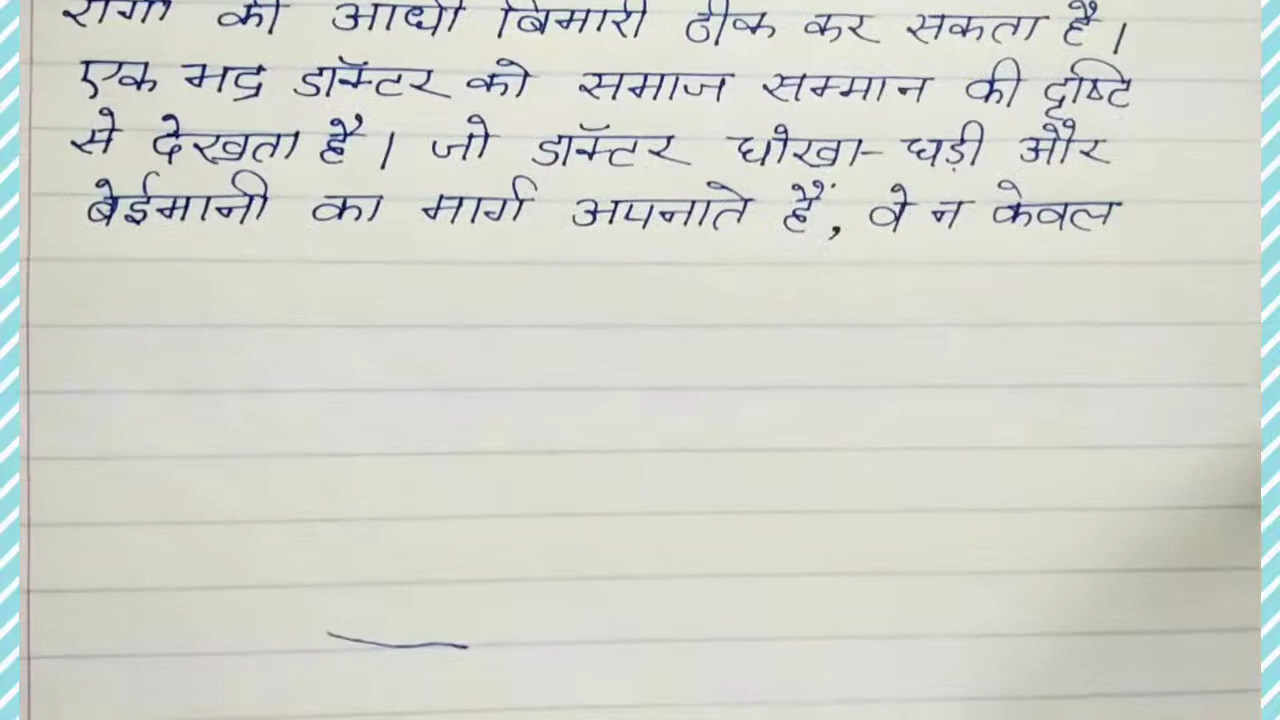 रोगी की आधी बिमारी ठीक कर सकता है।
एक भद्र डॉक्टर को समाज सम्मान की दृष्टि
से देखता है। जो डॉक्टर धोखा-धड़ी और
बेईमानी का मार्ग अपनाते हैं, वे न केवल